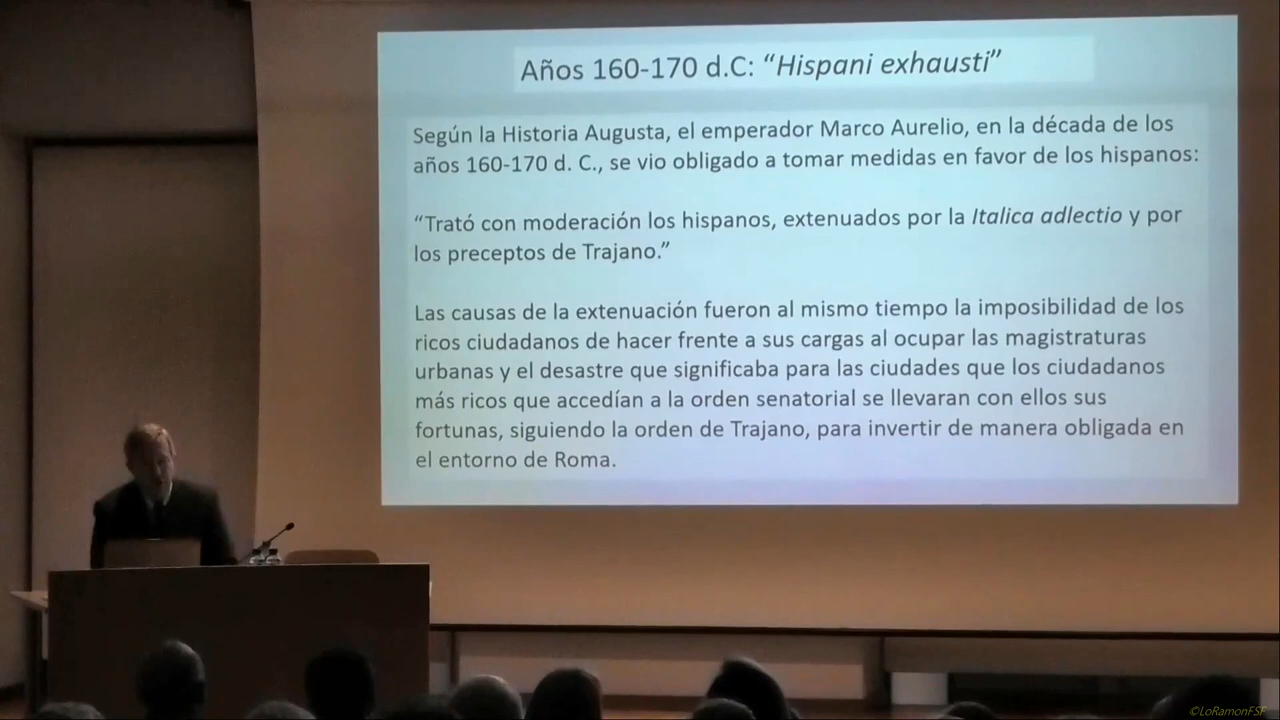 Años 160-170 d.C: “Hispani exhausti”
Según la Historia Augusta, el emperador Marco Aurelio, en la década de los
años 160-170 d. C., se vio obligado a tomar medidas en favor de los hispanos:
“Trató con moderación los hispanos, extenuados por la Italica adlectio y por
los preceptos de Trajano.”
Las causas de la extenuación fueron al mismo tiempo la imposibilidad de los
ricos ciudadanos de hacer frente a sus cargas al ocupar las magistraturas
urbanas y el desastre que significaba para las ciudades que los ciudadanos
más ricos que accedían a la orden senatorial se llevaran con ellos sus
fortunas, siguiendo la orden de Trajano, para invertir de manera obligada en
el entorno de Roma.
©LoRamonFSF